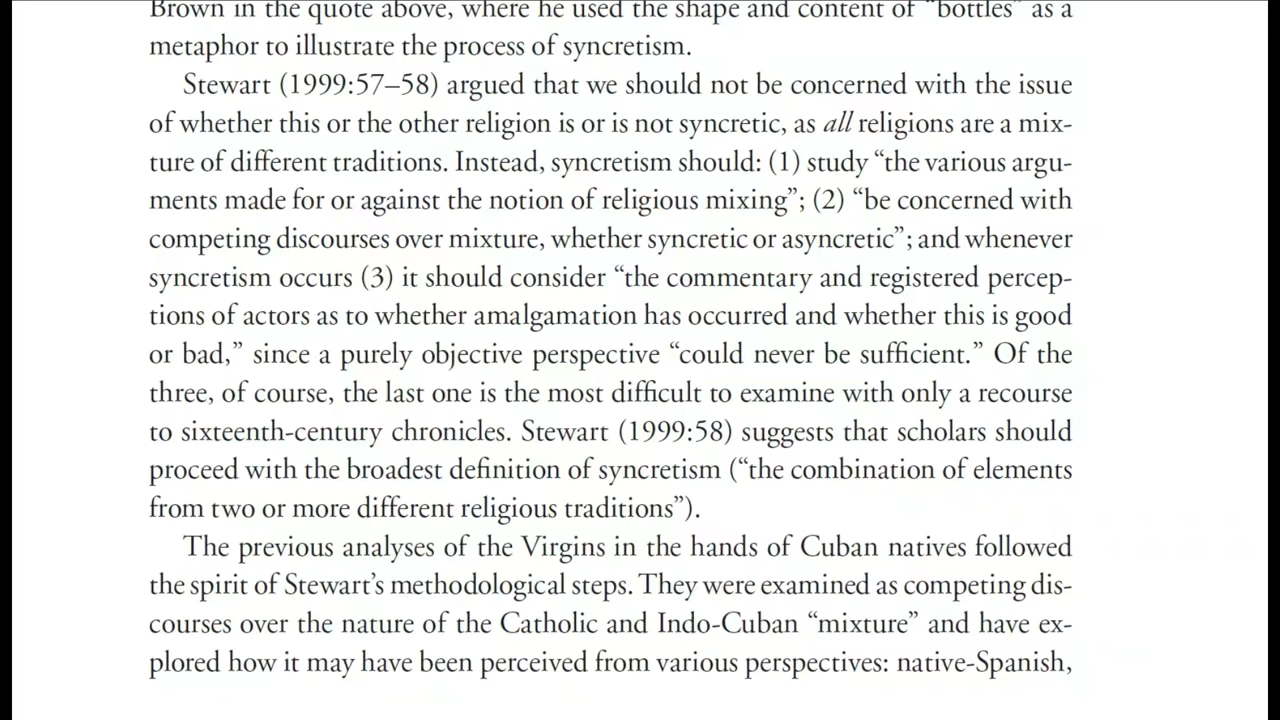 Brown in the quote above, where he used the shape and content of “bottles” as a
metaphor to illustrate the process of syncretism.
Stewart (1999:57–58) argued that we should not be concerned with the issue
of whether this or the other religion is or is not syncretic, as all religions are a mix-
ture of different traditions. Instead, syncretism should: (1) study “the various argu-
ments made for or against the notion of religious mixing”; (2) “be concerned with
competing discourses over mixture, whether syncretic or asyncretic”; and whenever
syncretism occurs (3) it should consider “the commentary and registered percep-
tions of actors as to whether amalgamation has occurred and whether this is good
or bad,” since a purely objective perspective “could never be sufficient.” Of the
three, of course, the last one is the most difficult to examine with only a recourse
to sixteenth-century chronicles. Stewart (1999:58) suggests that scholars should
proceed with the broadest definition of syncretism (“the combination of elements
from two or more different religious traditions”).
The previous analyses of the Virgins in the hands of Cuban natives followed
the spirit of Stewart’s methodological steps. They were examined as competing dis-
courses over the nature of the Catholic and Indo-Cuban “mixture” and have ex-
plored how it may have been perceived from various perspectives: native-Spanish,